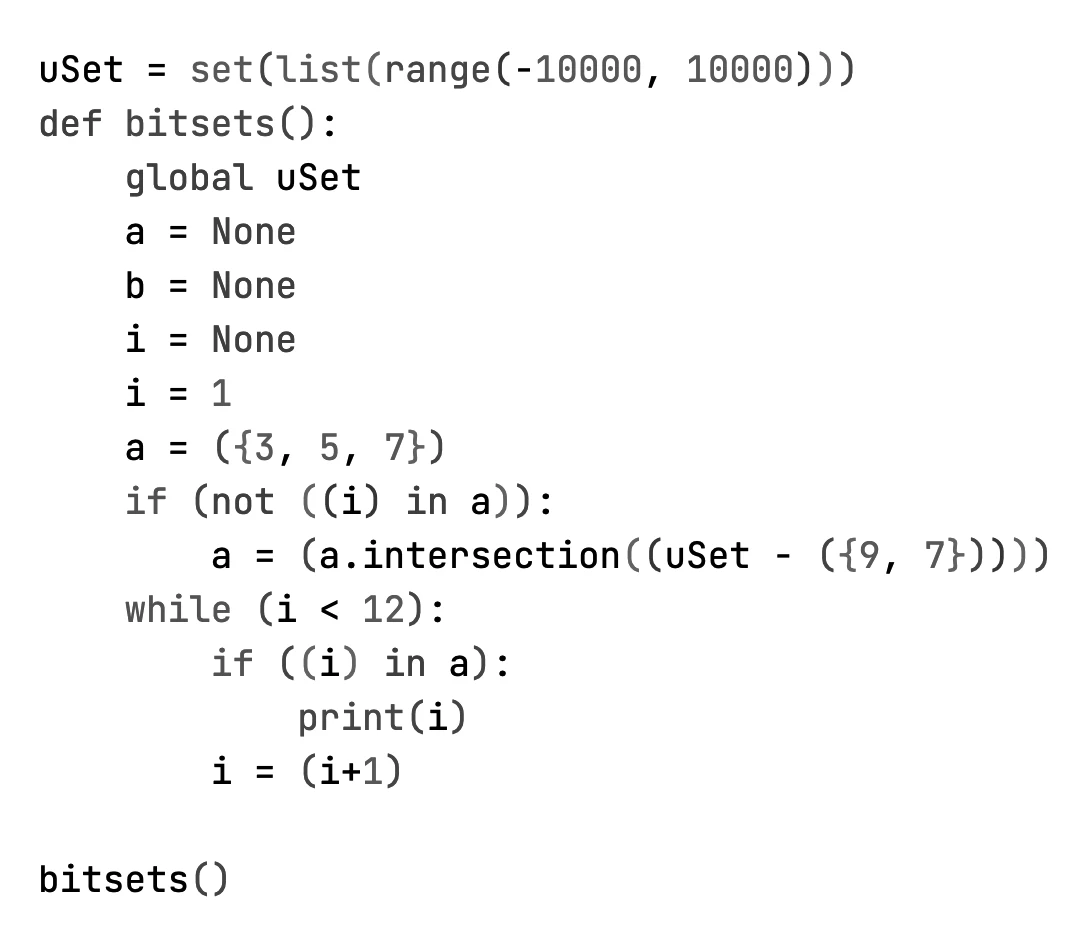 uSet = set(list(range(-10000, 10000)))
def bitsets():
    global uSet
    a = None
    b = None
    i = None
    i = 1
    a = ({3, 5, 7})
    if (not ((i) in a)):
        a = (a.intersection((uSet - ({9, 7}))))
    while (i < 12):
        if ((i) in a):
            print(i)
        i = (i+1)

bitsets()